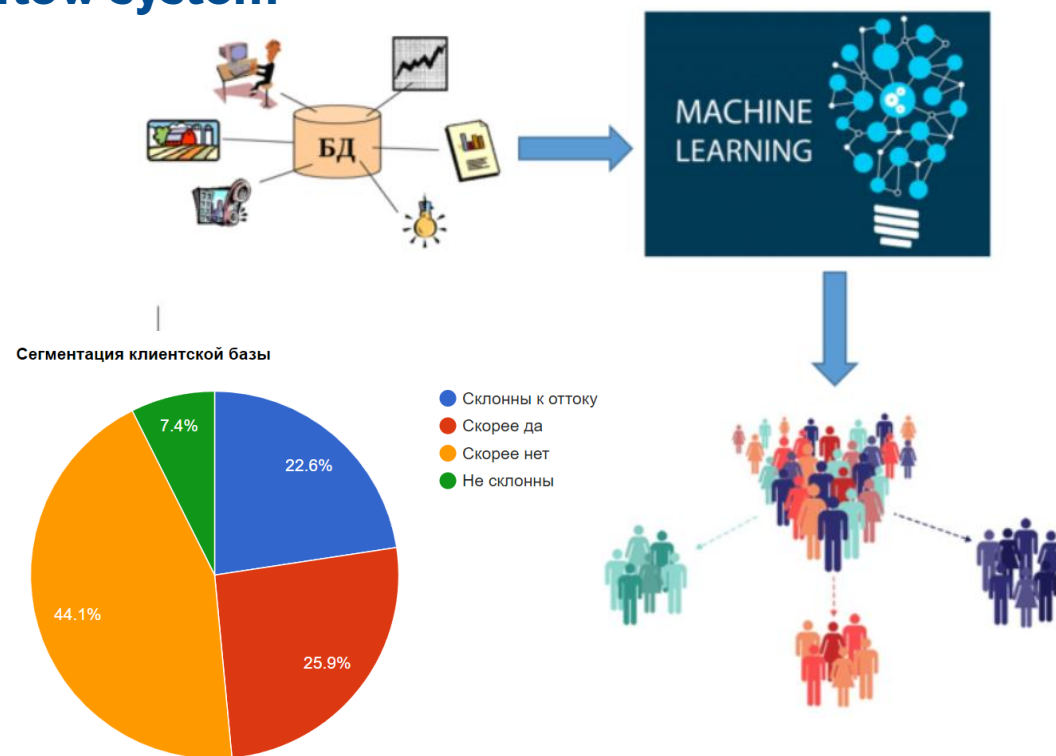 system
БД
MACHINE
LEARNING
Сегментация клиентской базы
Склонны к оттоку
Скорее да
Скорее нет
Не склонны
7.4%
22.6%
44.1%
25.9%